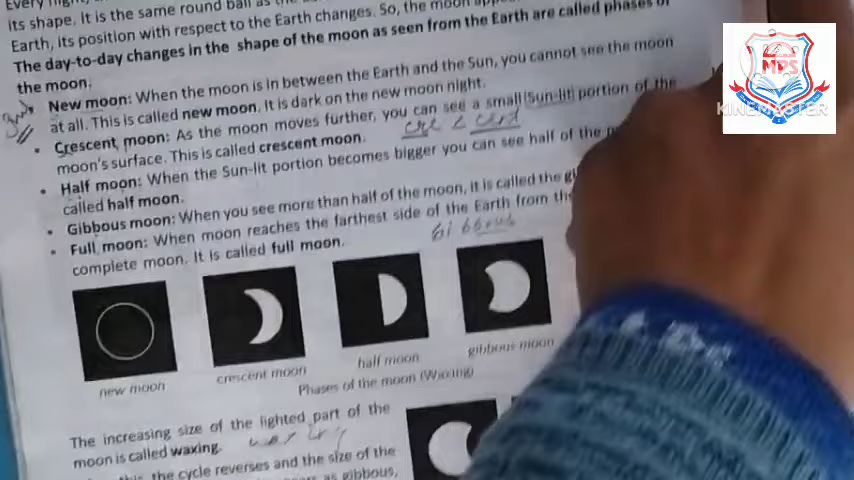 Every night,
its shape. It is the same round ball as the
Earth, its position with respect to the Earth changes. So, the moon
The day-to-day changes in the shape of the moon as seen from the Earth are called phases of
the moon.
New moon: When the moon is in between the Earth and the Sun, you cannot see the moon
at all. This is called new moon. It is dark on the new moon night.
• Crescent moon: As the moon moves further, you can see a small Sun-lit portion of the
moon's surface. This is called crescent moon.
• Half moon: When the Sun-lit portion becomes bigger you can see half of the
called half moon.
• Gibbous moon: When you see more than half of the moon, it is called the
• Full moon: When moon reaches the farthest side of the Earth from
complete moon. It is called full moon.
Gibbous
new moon
crescent moon
half moon
gibbous moon
Phases of the moon (Waxing)
The increasing size of the lighted part of the
moon is called waxing.
the cycle reverses and the size of the
as gibbous,
MPS
KINEMASTER